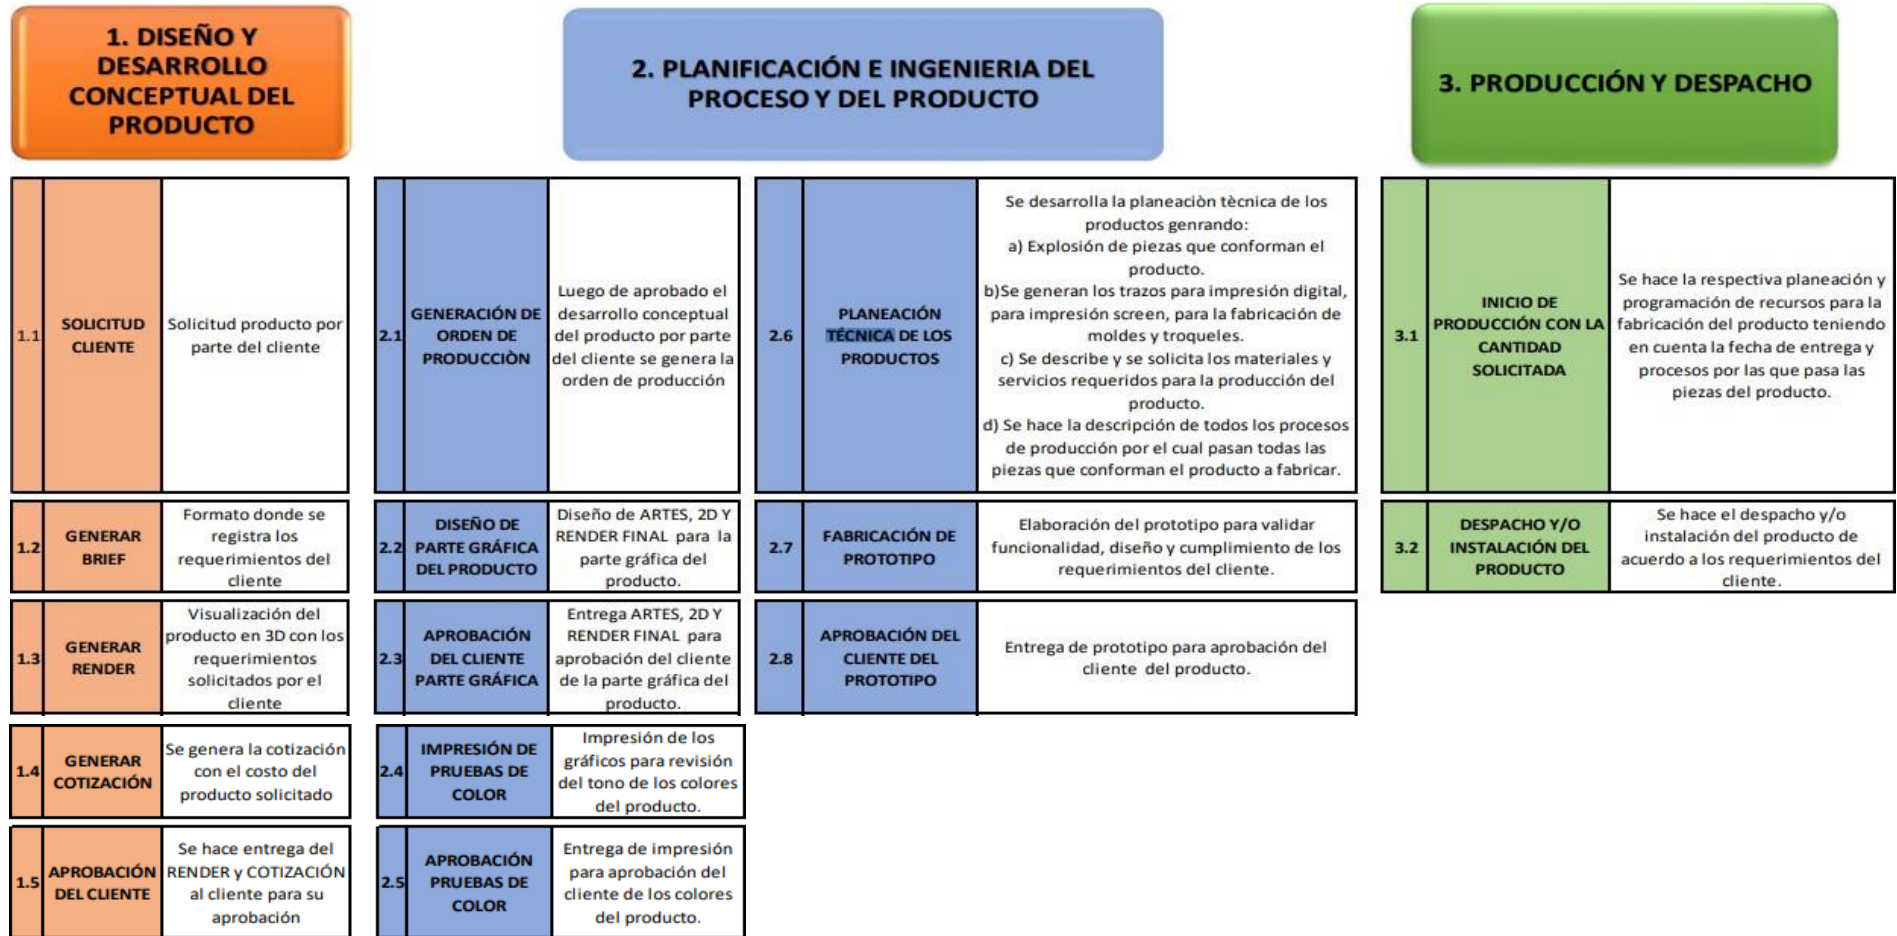 1. DISEÑO Y
DESARROLLO
CONCEPTUAL DEL
PRODUCTO
1.1
SOLICITUD
CLIENTE
Solicitud producto por
parte del cliente
1.2
GENERAR
BRIEF
Formato donde se
registra los
requerimientos del
cliente
1.3
GENERAR
RENDER
Visualización del
producto en 3D con los
requerimientos
solicitados por el
cliente
1.4
GENERAR
COTIZACIÓN
Se genera la cotización
con el costo del
producto solicitado
1.5
APROBACIÓN
DEL CLIENTE
Se hace entrega del
RENDER y COTIZACIÓN
al cliente para su
aprobación
2. PLANIFICACIÓN E INGENIERIA DEL
PROCESO Y DEL PRODUCTO
2.1
GENERACIÓN DE
ORDEN DE
PRODUCCIÒN
Luego de aprobado el
desarrollo conceptual
del producto por parte
del cliente se genera la
orden de producción
2.2
DISEÑO DE
PARTE GRÁFICA
DEL PRODUCTO
Diseño de ARTES, 2D Y
RENDER FINAL para la
parte gráfica del
producto.
2.3
APROBACIÓN
DEL CLIENTE
PARTE GRÁFICA
Entrega ARTES, 2D Y
RENDER FINAL para
aprobación del cliente
de la parte gráfica del
producto.
2.4
IMPRESIÓN DE
PRUEBAS DE
COLOR
Impresión de los
gráficos para revisión
del tono de los colores
del producto.
2.5
APROBACIÓN
PRUEBAS DE
COLOR
Entrega de impresión
para aprobación del
cliente de los colores
del producto.
2.6
PLANEACIÓN
TÉCNICA DE LOS
PRODUCTOS
Se desarrolla la planeaciòn tècnica de los
productos genrando:
a) Explosión de piezas que conforman el
producto.
b)Se generan los trazos para impresión digital,
para impresión screen, para la fabricación de
moldes y troqueles.
c) Se describe y se solicita los materiales y
servicios requeridos para la producción del
producto.
d) Se hace la descripción de todos los procesos
de producción por el cual pasan todas las
piezas que conforman el producto a fabricar.
2.7
FABRICACIÓN DE
PROTOTIPO
Elaboración del prototipo para validar
funcionalidad, diseño y cumplimiento de los
requerimientos del cliente.
2.8
APROBACIÓN DEL
CLIENTE DEL
PROTOTIPO
Entrega de prototipo para aprobación del
cliente del producto.
3. PRODUCCIÓN Y DESPACHO
3.1
INICIO DE
PRODUCCIÓN CON LA
CANTIDAD
SOLICITADA
Se hace la respectiva planeación y
programación de recursos para la
fabricación del producto teniendo
en cuenta la fecha de entrega y
procesos por las que pasa las
piezas del producto.
3.2
DESPACHO Y/O
INSTALACIÓN DEL
PRODUCTO
Se hace el despacho y/o
instalación del producto de
acuerdo a los requerimientos del
cliente.